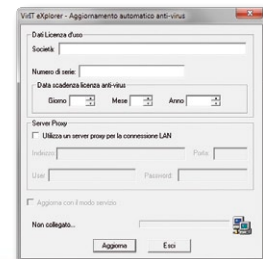 VirIT eXplorer - Aggiornamento automatico anti-virus
Dati Licenza d'uso
Società:
Numero di serie:
Data scadenza licenza anti-virus
Giorno Mese Anno
Server Proxy
Utilizza un server proxy per la connessione LAN
Indirizzo: Porta:
User: Password:
Aggiorna con il modo servizio
Non collegato...
Aggiorna Esci